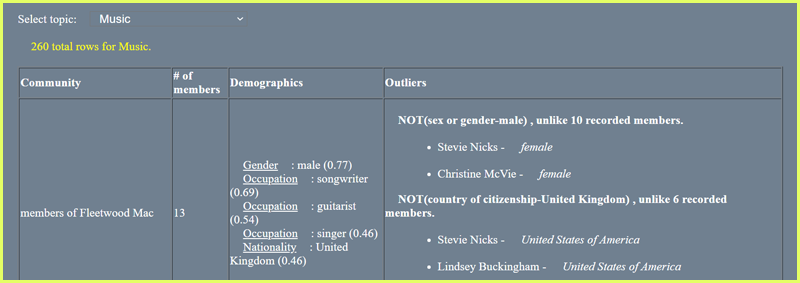 Select topic: Music
260 total rows for Music.
Community
# of
members
Demographics
Outliers
members of Fleetwood Mac
13
Gender : male (0.77)
Occupation : songwriter
(0.69)
Occupation : guitarist
(0.54)
Occupation : singer (0.46)
Nationality : United
Kingdom (0.46)
NOT(sex or gender-male) , unlike 10 recorded members.
• Stevie Nicks - female
• Christine McVie - female
NOT(country of citizenship-United Kingdom) , unlike 6 recorded
members.
• Stevie Nicks - United States of America
• Lindsey Buckingham - United States of America